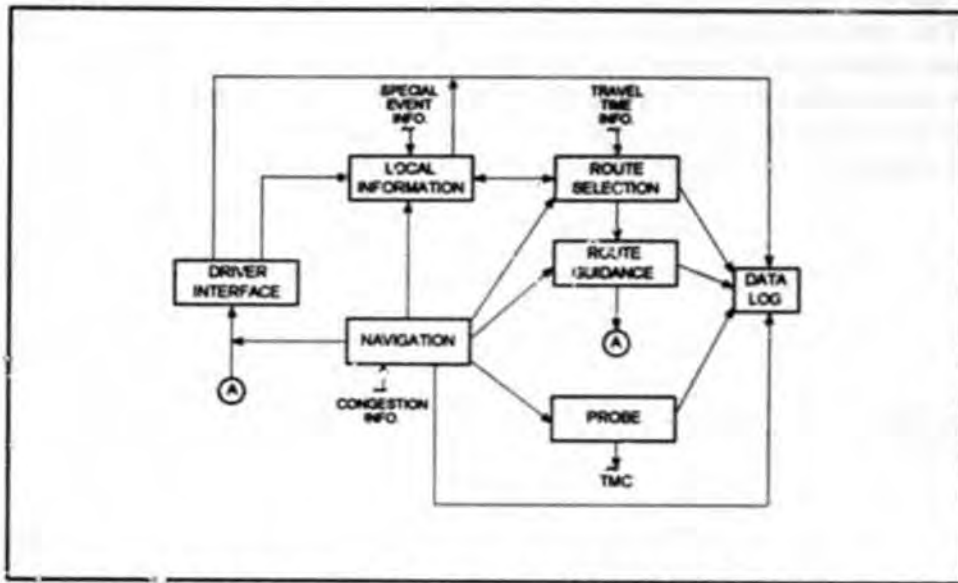 SPECIAL
EVENT
INFO.
TRAVEL
TIME
INFO.
LOCAL
INFORMATION
ROUTE
SELECTION
DRIVER
INTERFACE
ROUTE
GUIDANCE
DATA
LOG
NAVIGATION
A
A
CONGESTION
INFO.
PROBE
TMC